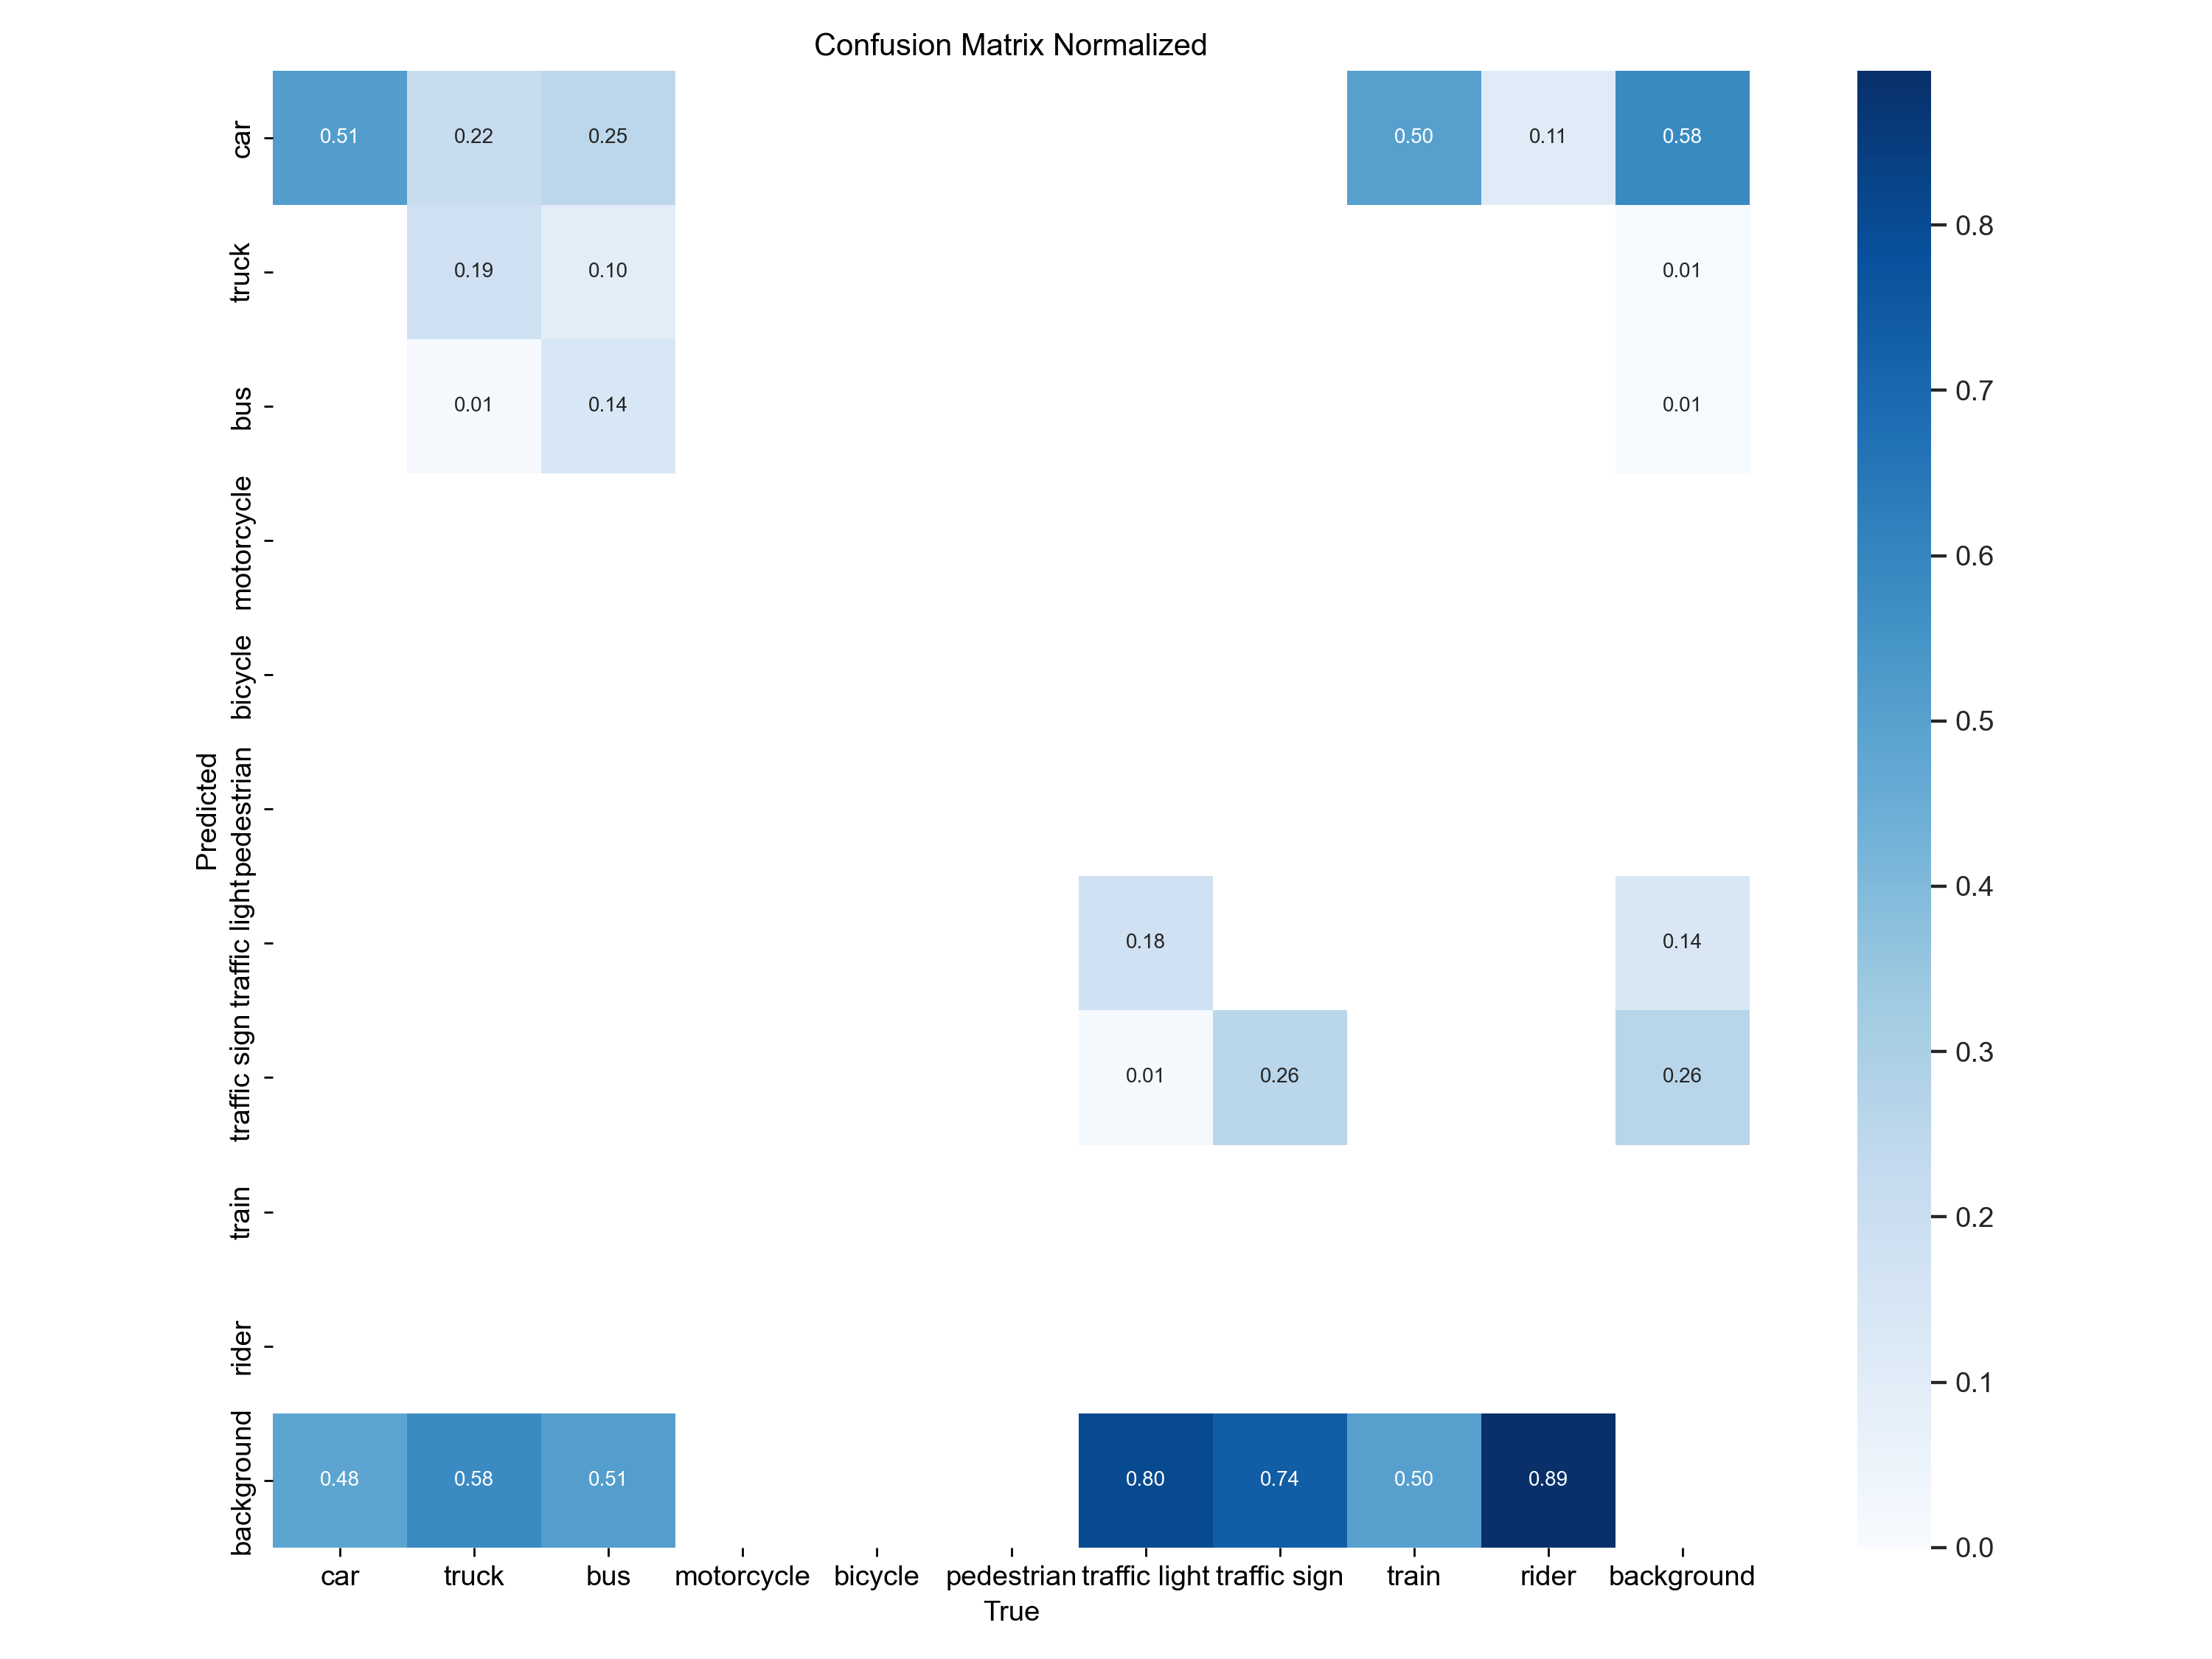 Confusion Matrix Normalized
car
0.51
0.22
0.25
0.50
0.11
0.58
truck
0.19
0.10
0.01
bus
0.01
0.14
0.01
motorcycle
bicycle
pedestrian
traffic light
0.18
0.14
traffic sign
0.01
0.26
0.26
train
rider
background
0.48
0.58
0.51
0.80
0.74
0.50
0.89
Predicted
car
truck
bus
motorcycle
bicycle
pedestrian
traffic light
traffic sign
train
rider
background
True
0.8
0.7
0.6
0.5
0.4
0.3
0.2
0.1
0.0